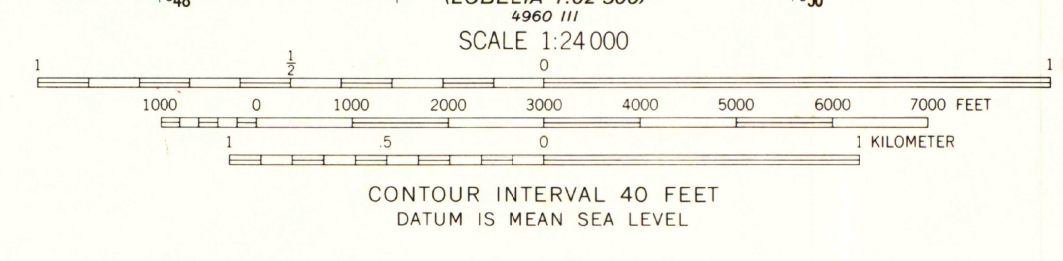 48 (LOBELIA 1:62 500) 50
4960 III
SCALE 1:24 000
1 1/2 0 1
1000 0 1000 2000 3000 4000 5000 6000 7000 FEET
1 .5 0 1 KILOMETER
CONTOUR INTERVAL 40 FEET
DATUM IS MEAN SEA LEVEL